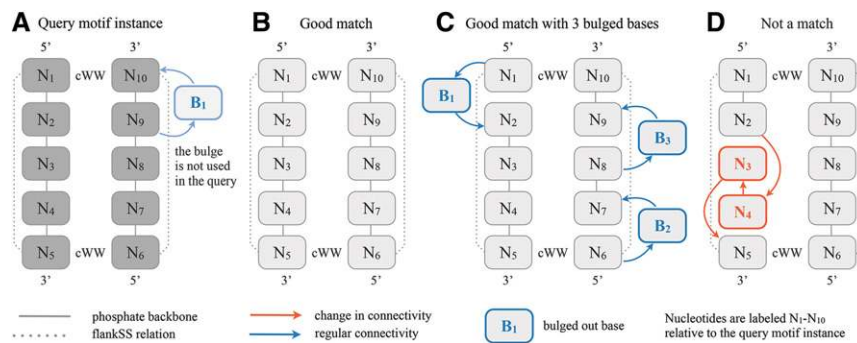 A Query motif instance
B Good match
C Good match with 3 bulged bases
D Not a match
5’ 3’
5’ 3’
5’ 3’
5’ 3’
N1 cWW N10
N1 cWW N10
N1 cWW N10
N1 cWW N10
B1
B1
N2 N9
N2 N9
N2 N9
N2 N9
B3
the bulge
is not used
in the query
N3 N8
N3 N8
N3 N8
N3 N8
N4 N7
N4 N7
N4 N7
N4 N7
B2
N5 cWW N6
N5 cWW N6
N5 cWW N6
N5 cWW N6
3’ 5’
3’ 5’
3’ 5’
3’ 5’
phosphate backbone
flankSS relation
change in connectivity
regular connectivity
B1 bulged out base
Nucleotides are labeled N1-N10
relative to the query motif instance